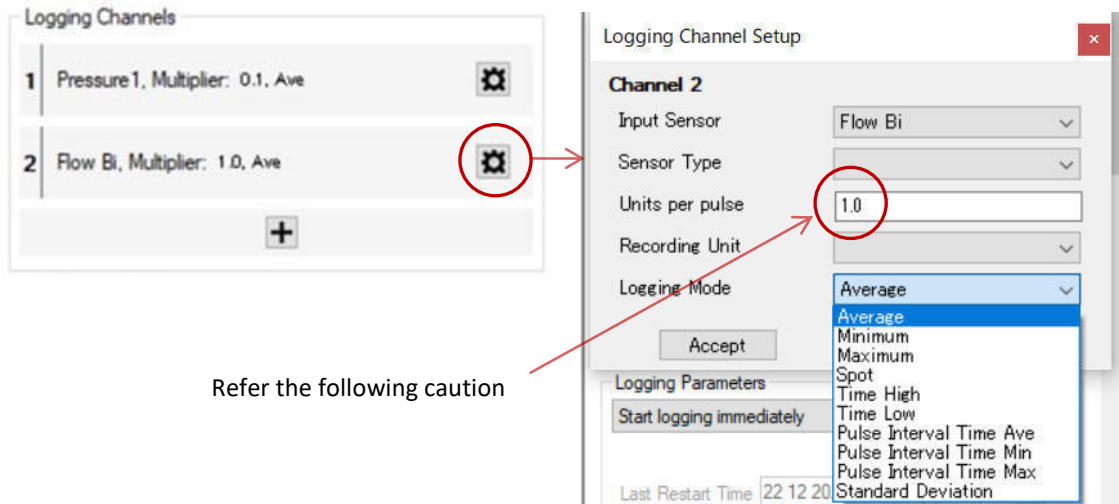 Logging Channels
1 Pressure1, Multiplier: 0.1, Ave
2 Flow Bi, Multiplier: 1.0, Ave
Logging Channel Setup
Channel 2
Input Sensor Flow Bi
Sensor Type
Units per pulse 1.0
Recording Unit
Logging Mode Average
Average
Minimum
Maximum
Spot
Time High
Time Low
Pulse Interval Time Ave
Pulse Interval Time Min
Pulse Interval Time Max
Standard Deviation
Accept
Refer the following caution
Logging Parameters
Start logging immediately
Last Restart Time 22 12 20